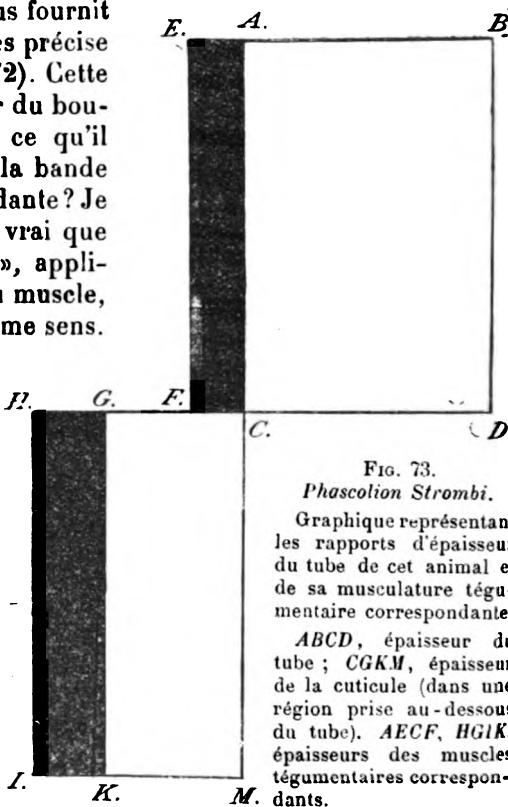 us fournit
es précise
2). Cette
r du bou-
ce qu'il
la bande
dante? Je
vrai que
», appli-
u muscle,
me sens.
E. A. B.
H. G. F. C. D
I. K. M.
FIG. 73.
Phascolion Strombi.
Graphique représentan
les rapports d'épaisseu
du tube de cet animal e
de sa musculature tégu
mentaire correspondante
ABCD, épaisseur du
tube ; CGKM, épaisseur
de la cuticule (dans une
région prise au-dessous
du tube). AECF, HGIK
épaisseurs des muscles
tégumentaires correspon-
dants.